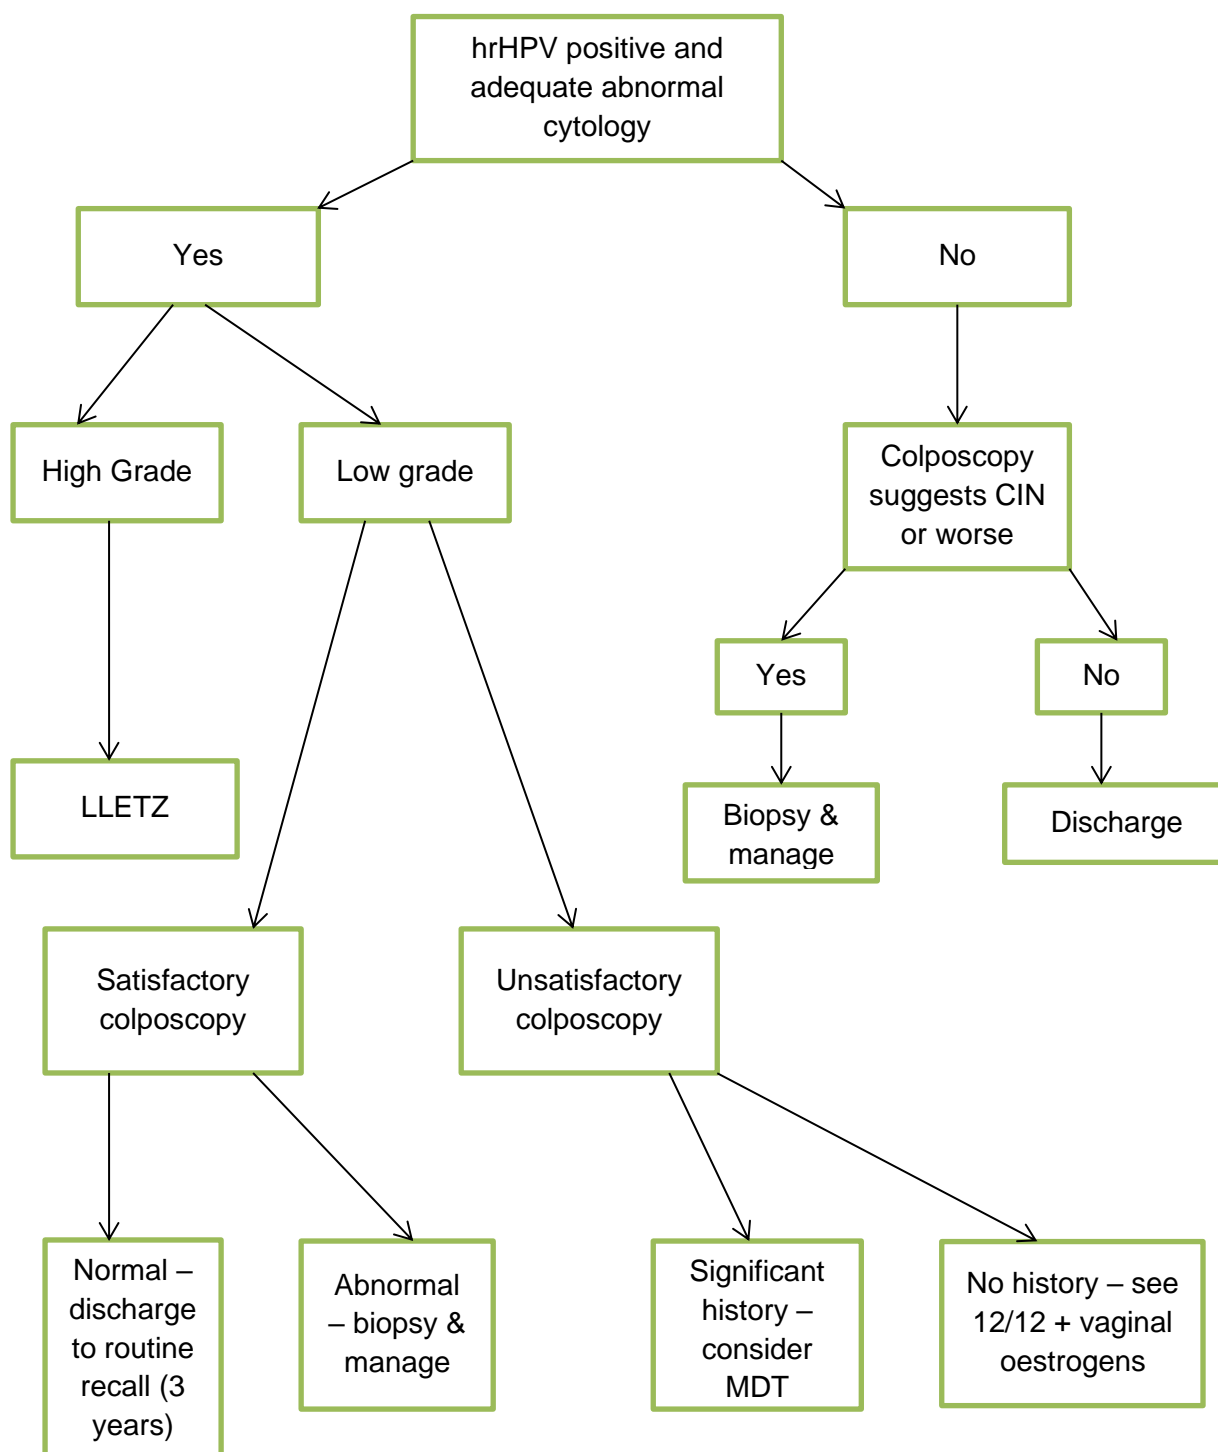 hrHPV positive and
adequate abnormal
cytology
Yes
No
High Grade
Low grade
Colposcopy
suggests CIN
or worse
Yes
No
LLETZ
Biopsy &
manage
Discharge
Satisfactory
colposcopy
Unsatisfactory
colposcopy
Normal –
discharge
to routine
recall (3
years)
Abnormal
– biopsy &
manage
Significant
history –
consider
MDT
No history – see
12/12 + vaginal
oestrogens